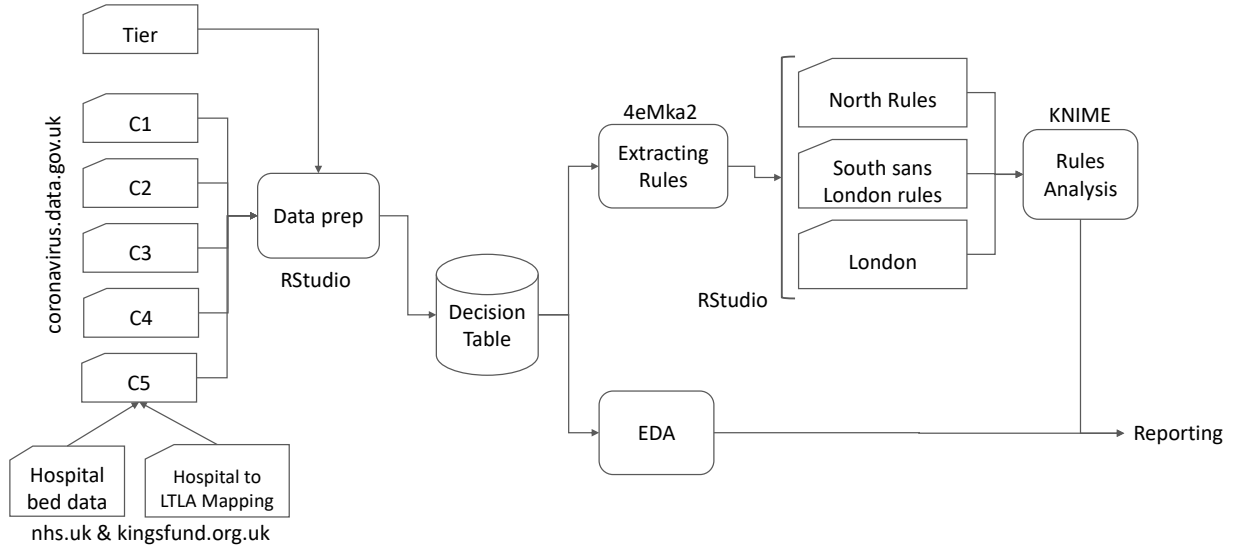 Tier
coronavirus.data.gov.uk
C1
C2
C3
C4
C5
Hospital
bed data
Hospital to
LTLA Mapping
nhs.uk & kingsfund.org.uk
Data prep
RStudio
Decision
Table
4eMka2
Extracting
Rules
EDA
RStudio
North Rules
South sans
London rules
London
KNIME
Rules
Analysis
Reporting